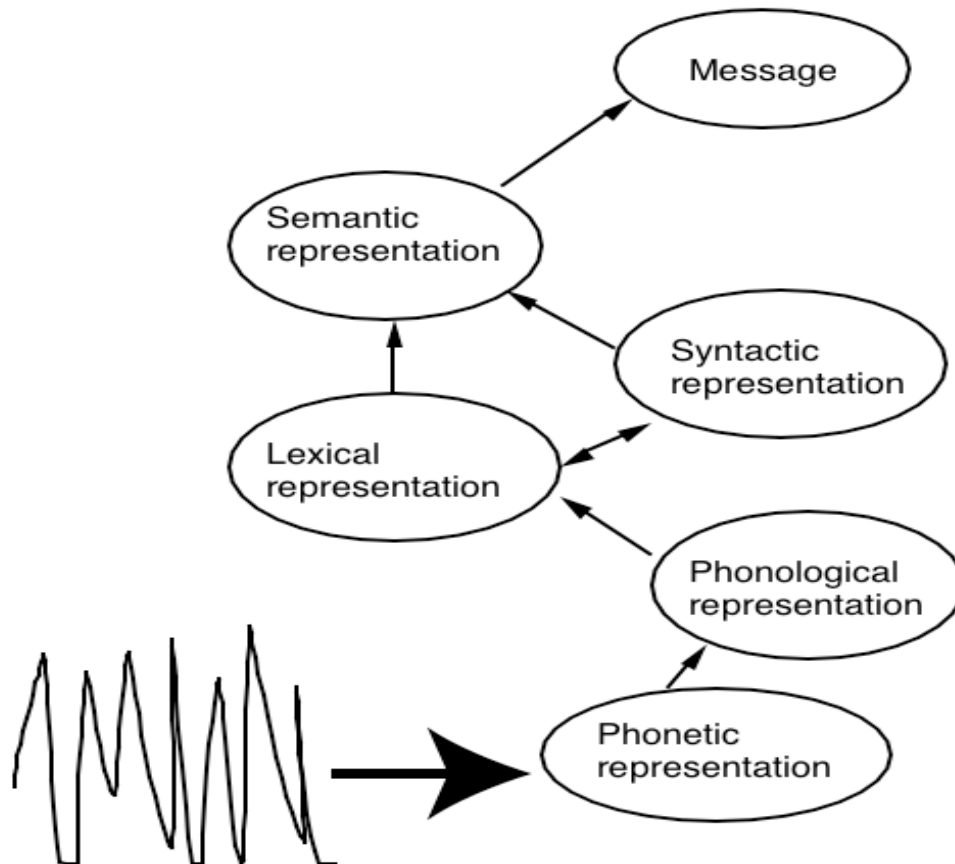 Message
Semantic
representation
Syntactic
representation
Lexical
representation
Phonological
representation
Phonetic
representation